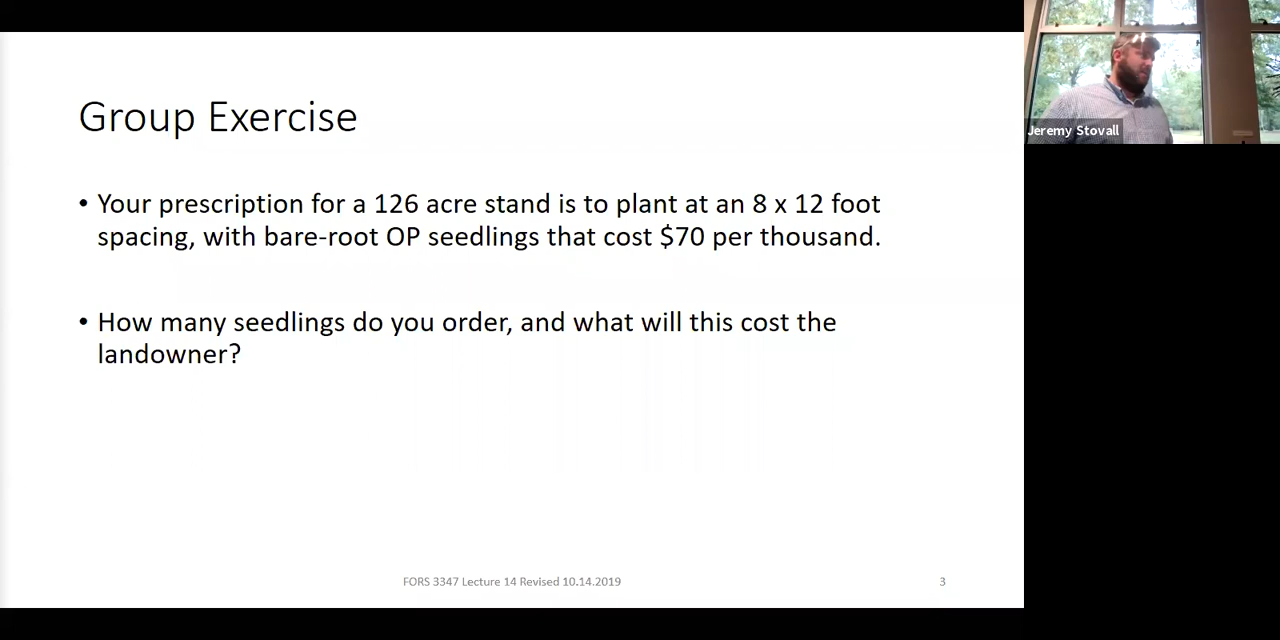 Group Exercise
• Your prescription for a 126 acre stand is to plant at an 8 x 12 foot
spacing, with bare-root OP seedlings that cost $70 per thousand.
• How many seedlings do you order, and what will this cost the
landowner?
FORS 3347 Lecture 14 Revised 10.14.2019
3
Jeremy Stovall